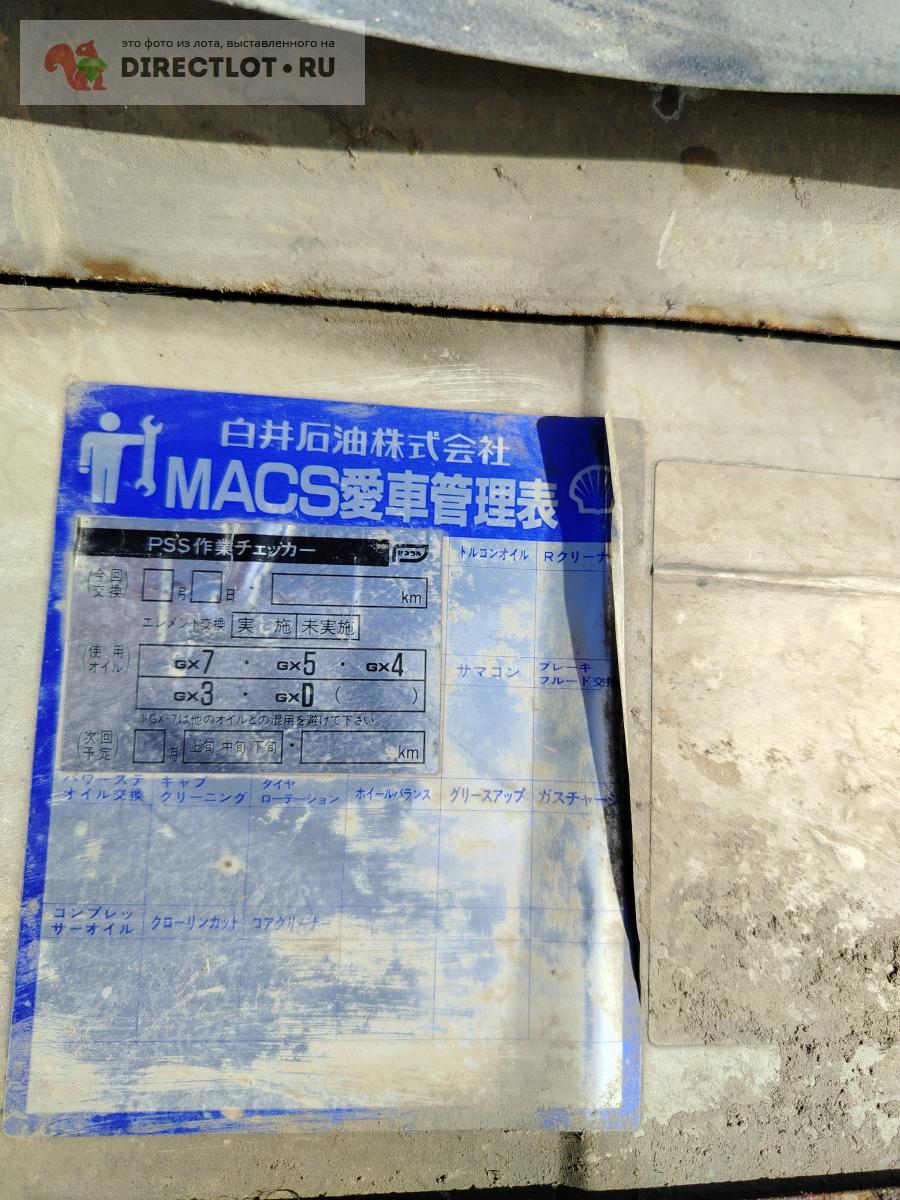 это фото из лота, выставленного на
DIRECTLOT.RU
白井石油株式会社
MACS愛車管理表
PSS作業チェッカー
ゼネラル
トルコンオイル Rクリーナ
(今回交換) 月 日・ km
エレメント交換 実施 未実施
サマコン ブレーキフルード交換
(使用オイル) GX7 ・ GX5 ・ GX4
GX3 ・ GXD ( )
※GX-7は他のオイルとの混用を避けて下さい。
(次回予定) 月 上旬 中旬 下旬 ・ km
パワーステ キャブ タイヤ
オイル交換 クリーニング ローテーション ホイールバランス グリースアップ ガスチャージ
コンプレッ
サーオイル クローリンカット コアクリーナー